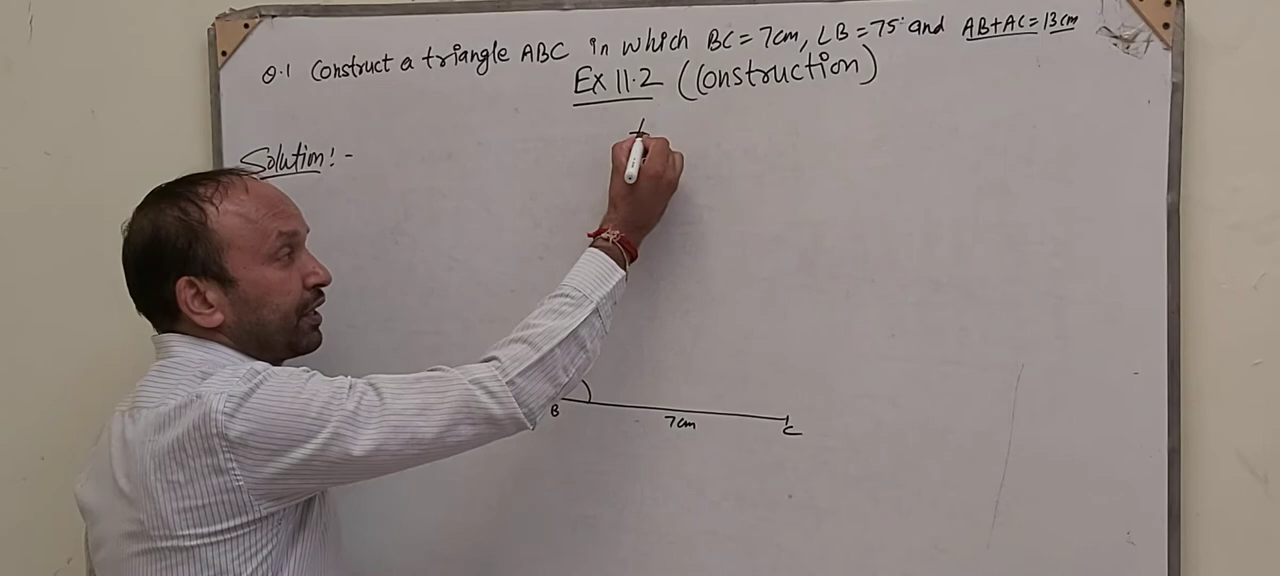 Q.1 Construct a triangle ABC in which BC = 7cm, ∠B = 75° and AB+AC = 13cm
Ex 11.2 (Construction)
Solution:-
B
7cm
C